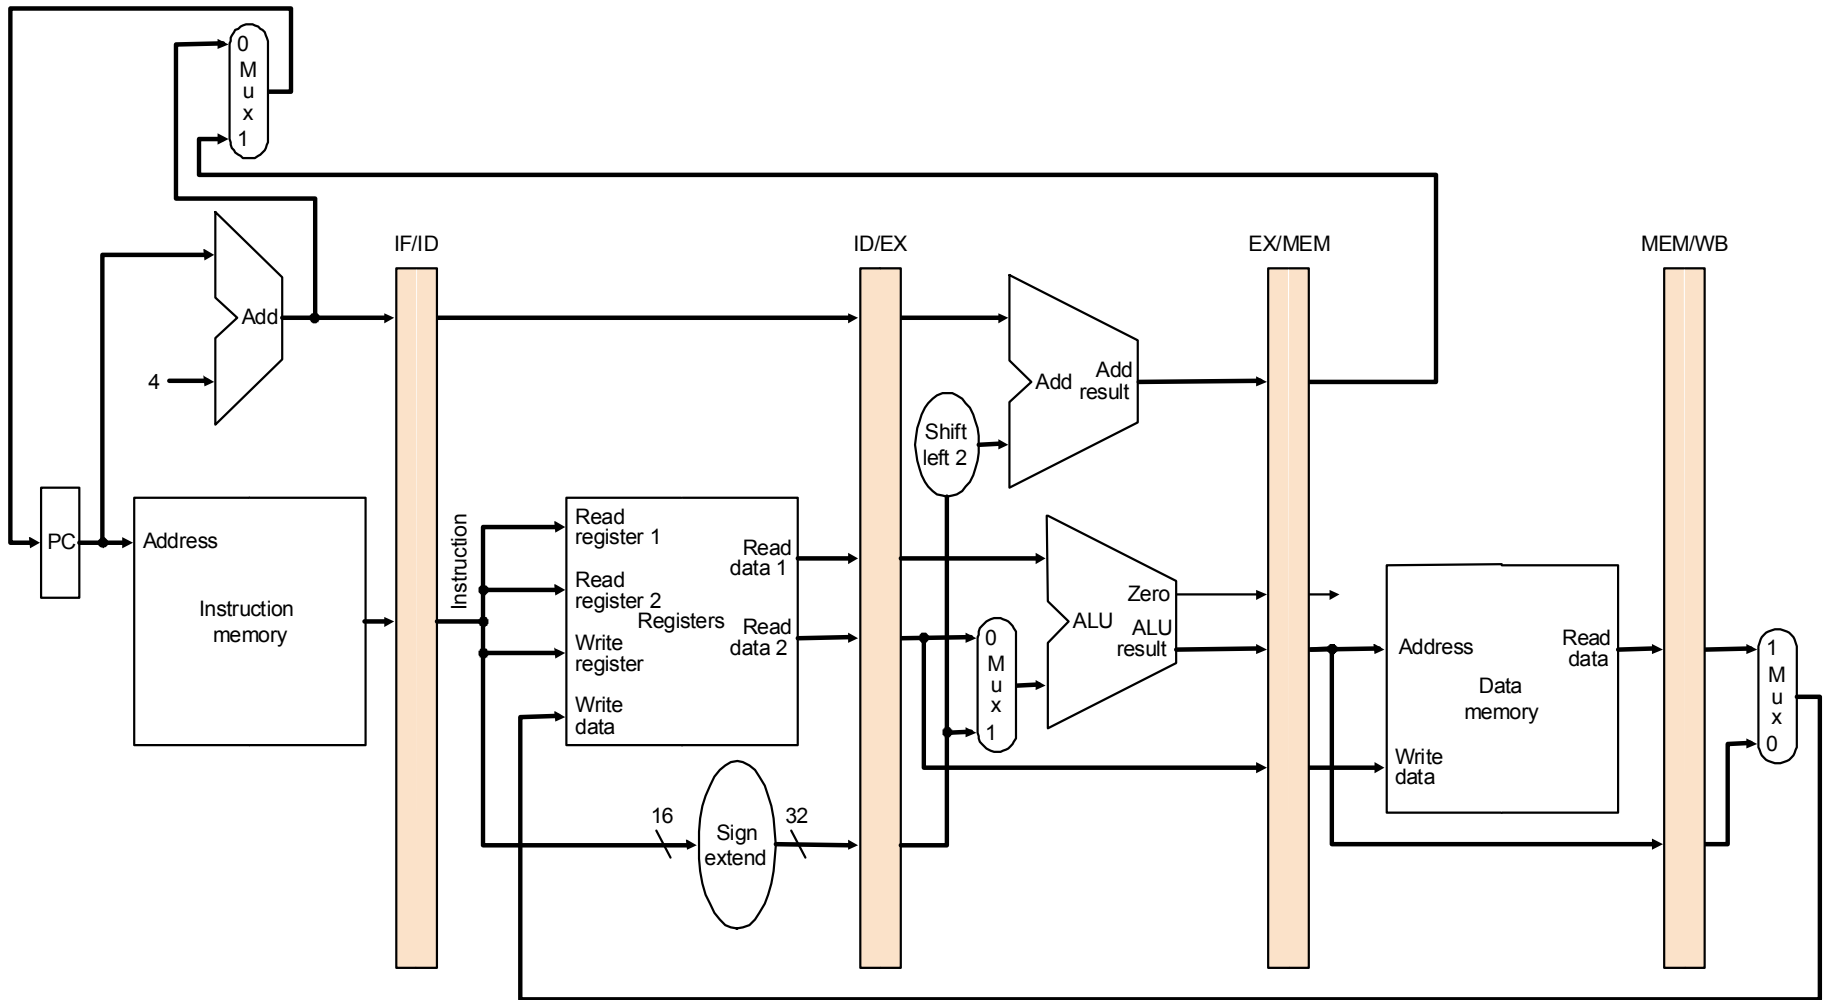 0
M
u
x
1
IF/ID
ID/EX
EX/MEM
MEM/WB
Add
4
Add
Add
result
Shift
left 2
PC
Address
Instruction
memory
Instruction
Read
register 1
Read
register 2
Write
register
Write
data
Registers
Read
data 1
Read
data 2
0
M
u
x
1
Zero
ALU
ALU
result
Address
Read
data
Data
memory
Write
data
1
M
u
x
0
16
Sign
extend
32